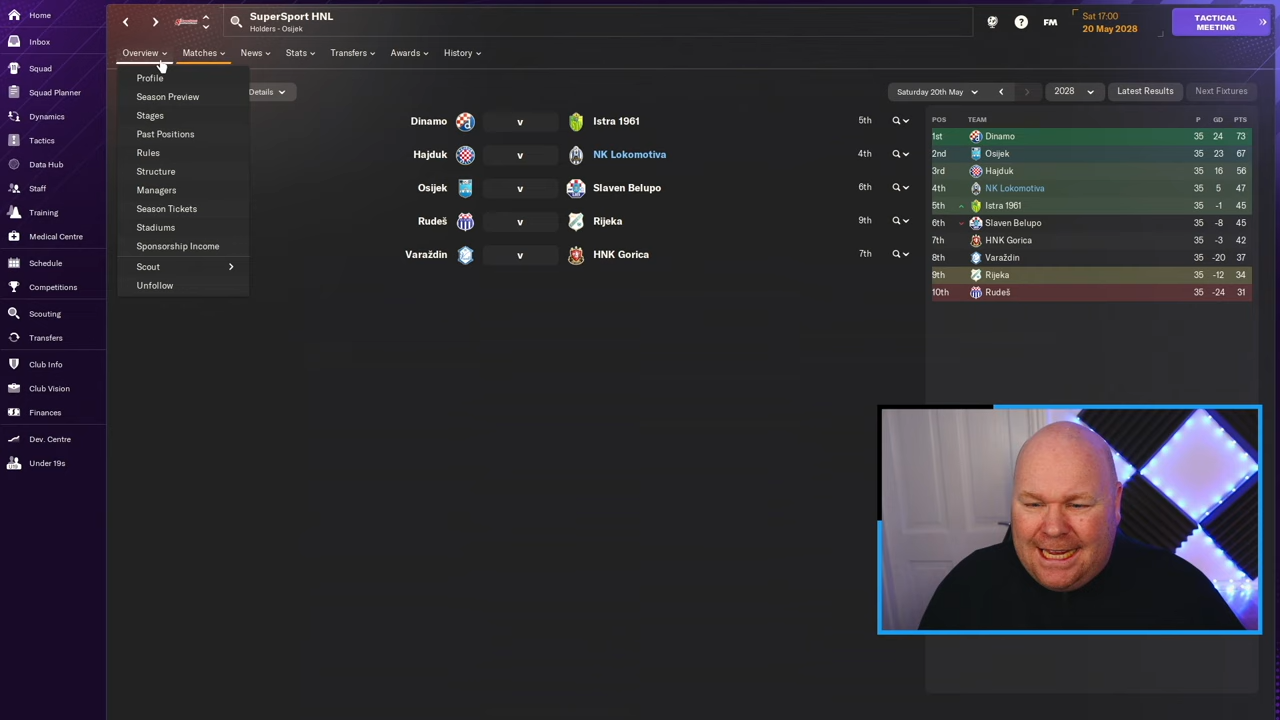 Home
Inbox
Squad
Squad Planner
Dynamics
Tactics
Data Hub
Staff
Training
Medical Centre
Schedule
Competitions
Scouting
Transfers
Club Info
Club Vision
Finances
Dev. Centre
Under 19s
SuperSport HNL
Holders - Osijek
FM
Sat 17:00
20 May 2028
TACTICAL
MEETING
Overview Matches News Stats Transfers Awards History
Profile
Season Preview
Stages
Past Positions
Rules
Structure
Managers
Season Tickets
Stadiums
Sponsorship Income
Scout
Unfollow
Details
Saturday 20th May 2028 Latest Results Next Fixtures
Dinamo v Istra 1961 5th
Hajduk v NK Lokomotiva 4th
Osijek v Slaven Belupo 6th
Rudeš v Rijeka 9th
Varaždin v HNK Gorica 7th
POS TEAM P GD PTS
1st Dinamo 35 24 73
2nd Osijek 35 23 67
3rd Hajduk 35 16 56
4th NK Lokomotiva 35 5 47
5th Istra 1961 35 -1 45
6th Slaven Belupo 35 -8 45
7th HNK Gorica 35 -3 42
8th Varaždin 35 -20 37
9th Rijeka 35 -12 34
10th Rudeš 35 -24 31